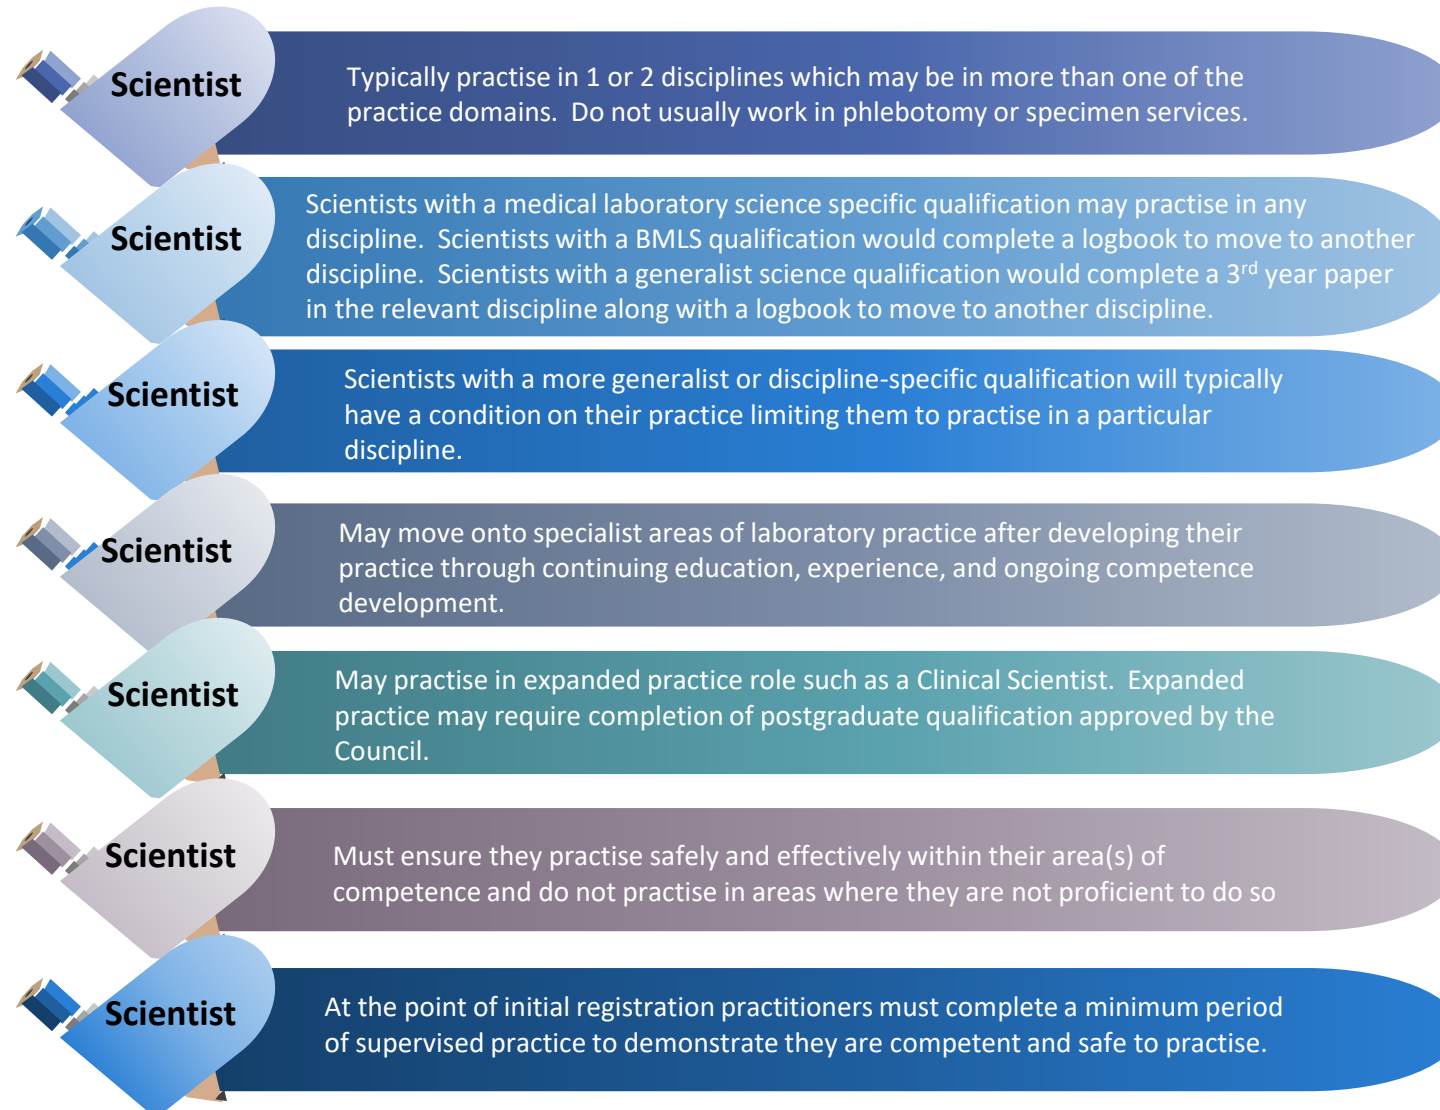 Scientist
Typically practise in 1 or 2 disciplines which may be in more than one of the
practice domains.  Do not usually work in phlebotomy or specimen services.
Scientist
Scientists with a medical laboratory science specific qualification may practise in any
discipline.  Scientists with a BMLS qualification would complete a logbook to move to another
discipline.  Scientists with a generalist science qualification would complete a 3rd year paper
in the relevant discipline along with a logbook to move to another discipline.
Scientist
Scientists with a more generalist or discipline-specific qualification will typically
have a condition on their practice limiting them to practise in a particular
discipline.
Scientist
May move onto specialist areas of laboratory practice after developing their
practice through continuing education, experience, and ongoing competence
development.
Scientist
May practise in expanded practice role such as a Clinical Scientist.  Expanded
practice may require completion of postgraduate qualification approved by the
Council.
Scientist
Must ensure they practise safely and effectively within their area(s) of
competence and do not practise in areas where they are not proficient to do so
Scientist
At the point of initial registration practitioners must complete a minimum period
of supervised practice to demonstrate they are competent and safe to practise.